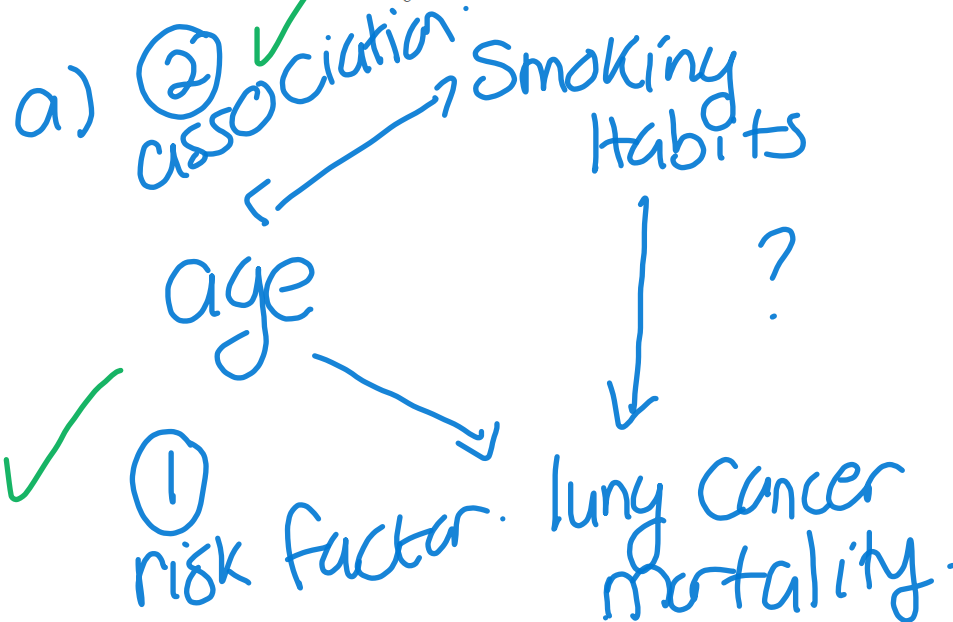 a) ② association.
Smoking
Habits
age
?
①
risk factor.
lung cancer
mortality.